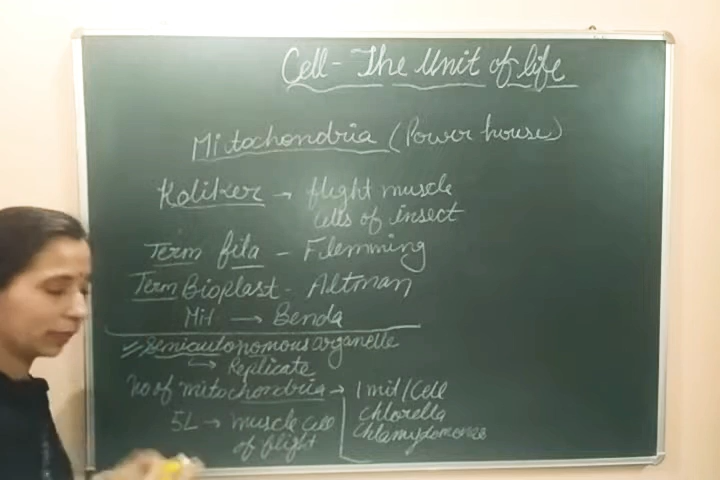 Cell - The Unit of life
Mitochondria (Power house)
Koliker → flight muscle
cells of insect
Term fila - Flemming
Term Bioplast - Altman
Mit → Benda
Semiautonomous organelle
↳ Replicate
No of mitochondria → 1 mit/Cell
Chlorella
Chlamydomonas
5L → muscle cell
of flight